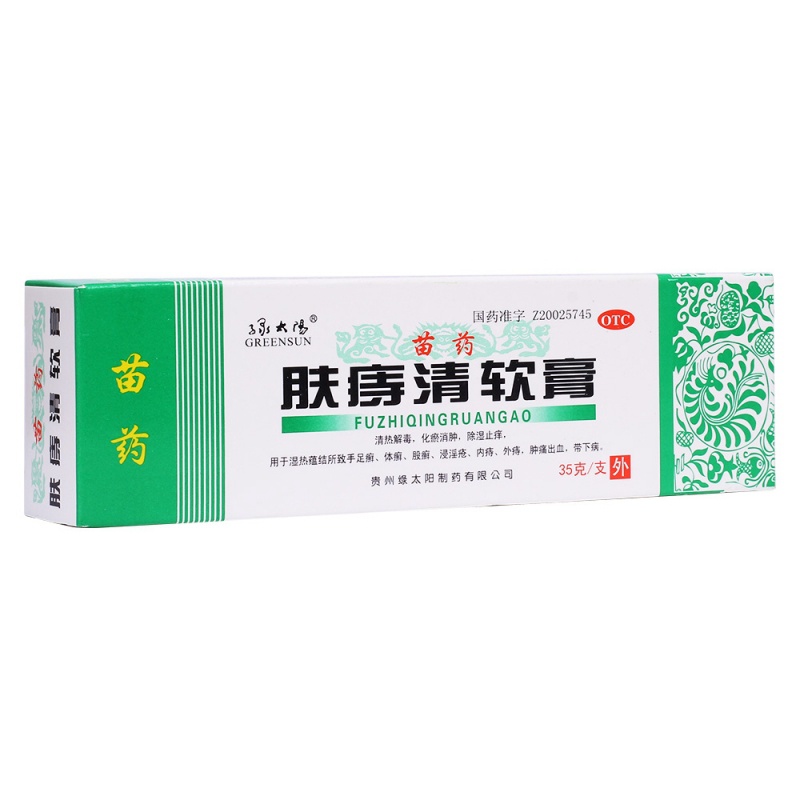 苗药
肤痔清软膏
苗药
绿太阳®
GREENSUN
国药准字 Z20025745
OTC
苗药
肤痔清软膏
FUZHIQINGRUANGAO
清热解毒，化瘀消肿，除湿止痒，
用于湿热蕴结所致手足癣、体癣、股癣、浸淫疮、内痔、外痔，肿痛出血，带下病。
贵州绿太阳制药有限公司
35克/支 外